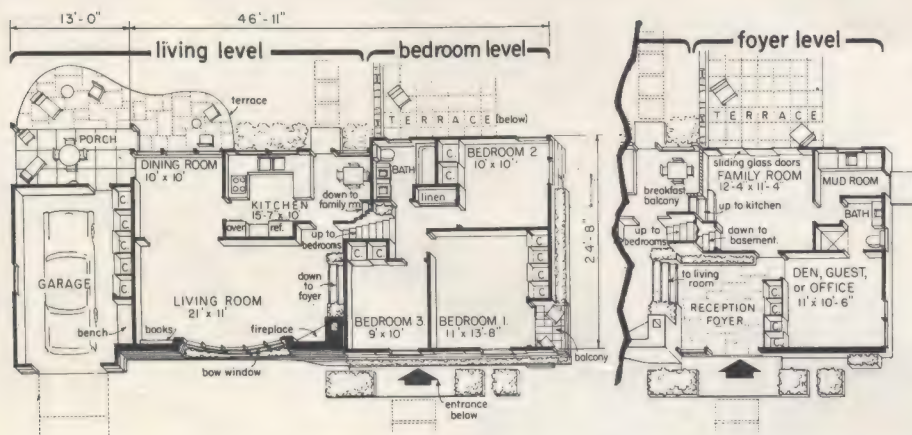 13'-0"
46'-11"
living level
bedroom level
foyer level
terrace
PORCH
DINING ROOM
10' x 10'
KITCHEN
15-7 x 10'
oven
ref.
down to
family rm.
up to
bedrooms
down
to
foyer
GARAGE
bench
books
LIVING ROOM
21' x 11'
fireplace
bow window
TERRACE (below)
BATH
C
C
linen
BEDROOM 2
10' x 10'
C
C
BEDROOM 3
9' x 10'
BEDROOM 1
11' x 13'-8"
C
C
C
C
C
C
C
C
C
balcony
entrance
below
24'-8"
TERRACE
sliding glass doors
FAMILY ROOM
12-4 x 11'-4"
MUD ROOM
breakfast
balcony
up to kitchen
up to
bedrooms
down to
basement.
BATH
to living
room
RECEPTION
FOYER
C
C
C
C
DEN, GUEST,
or OFFICE
11' x 10'-6"